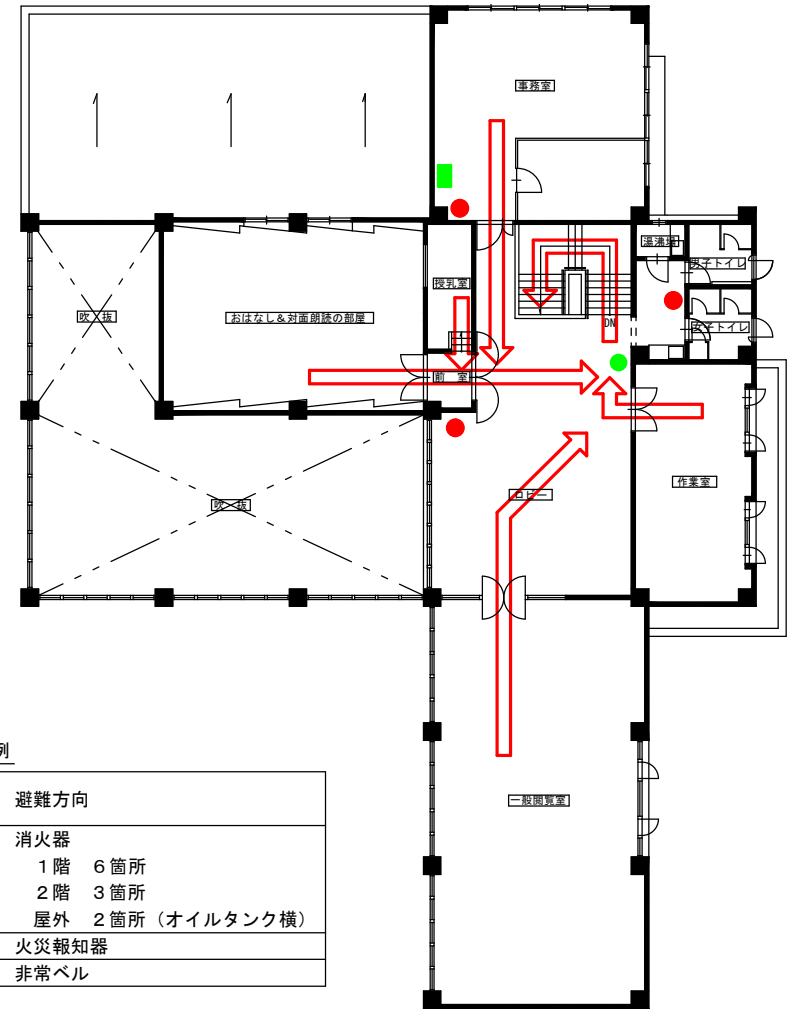 事務室
湯沸場
男子トイレ
授乳室
吹 抜
おはなし＆対面朗読の部屋
DN
女子トイレ
前 室
作業室
ロビー
吹 抜
例
避難方向
一般閲覧室
消火器
1階 6箇所
2階 3箇所
屋外 2箇所（オイルタンク横）
火災報知器
非常ベル